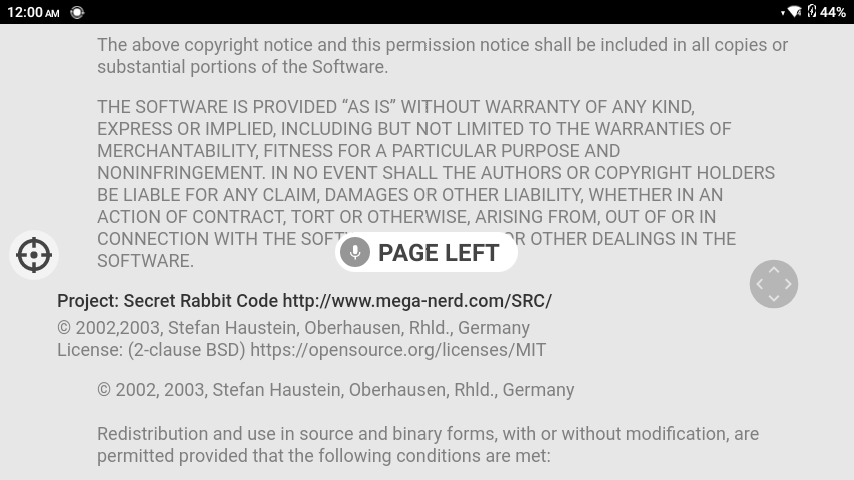 12:00 AM
44%
The above copyright notice and this permission notice shall be included in all copies or
substantial portions of the Software.
THE SOFTWARE IS PROVIDED “AS IS” WITHOUT WARRANTY OF ANY KIND,
EXPRESS OR IMPLIED, INCLUDING BUT NOT LIMITED TO THE WARRANTIES OF
MERCHANTABILITY, FITNESS FOR A PARTICULAR PURPOSE AND
NONINFRINGEMENT. IN NO EVENT SHALL THE AUTHORS OR COPYRIGHT HOLDERS
BE LIABLE FOR ANY CLAIM, DAMAGES OR OTHER LIABILITY, WHETHER IN AN
ACTION OF CONTRACT, TORT OR OTHERWISE, ARISING FROM, OUT OF OR IN
CONNECTION WITH THE OR OTHER DEALINGS IN THE
PAGE LEFT
SOFTWARE.
Project: Secret Rabbit Code http://www.mega-nerd.com/SRC/
© 2002,2003, Stefan Haustein, Oberhausen, Rhld., Germany
License: (2-clause BSD) https://opensource.org/licenses/MIT
© 2002, 2003, Stefan Haustein, Oberhausen, Rhld., Germany
Redistribution and use in source and binary forms, with or without modification, are
permitted provided that the following conditions are met: